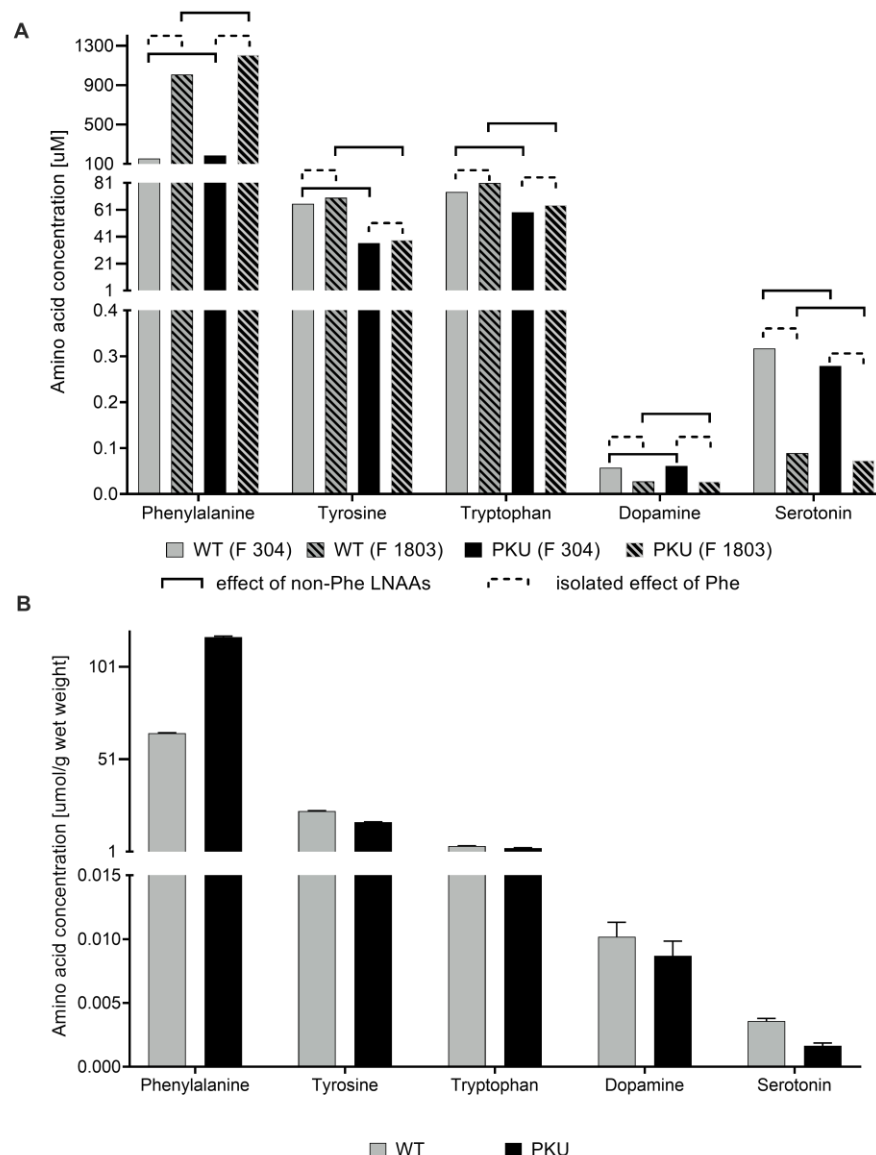 A
Amino acid concentration [uM]
1300
900
500
100
81
61
41
21
1
0.4
0.3
0.2
0.1
0.0
Phenylalanine Tyrosine Tryptophan Dopamine Serotonin
WT (F 304) WT (F 1803) PKU (F 304) PKU (F 1803)
effect of non-Phe LNAAs isolated effect of Phe
B
Amino acid concentration [umol/g wet weight]
101
51
1
0.015
0.010
0.005
0.000
Phenylalanine Tyrosine Tryptophan Dopamine Serotonin
WT PKU